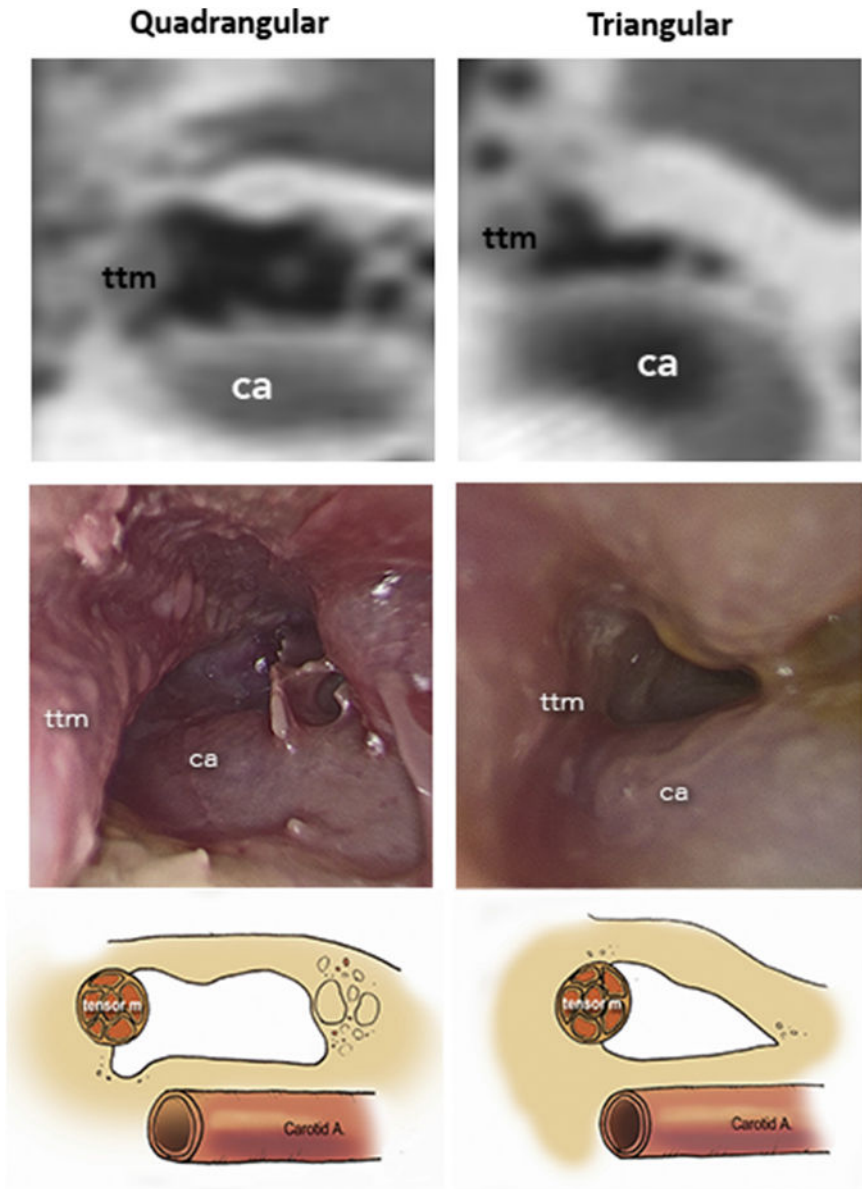 Quadrangular
Triangular
ttm
ca
ttm
ca
ttm
ca
ttm
ca
tensor m
Carotid A.
tensor m
Carotid A.